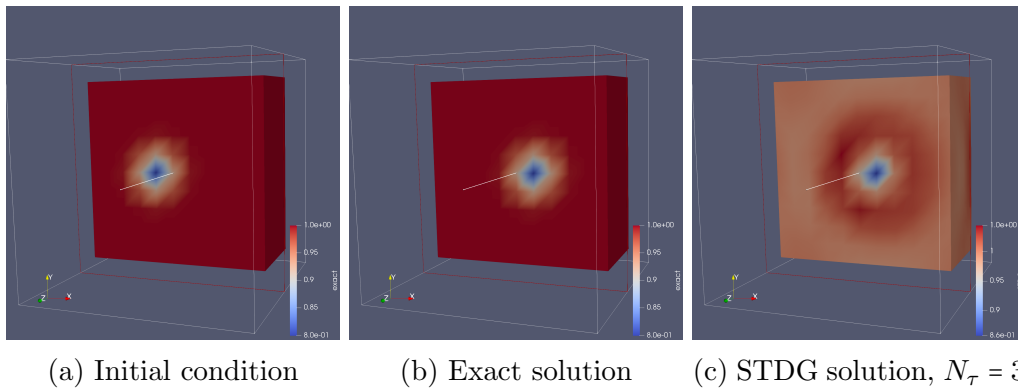 1.0e+00
0.95
0.9
0.85
8.0e-01
exact
Y
Z
X
1.0e+00
0.95
0.9
0.85
8.0e-01
exact
Y
Z
X
1.0e+00
1
0.95
0.9
8.6e-01
exact
Y
Z
X
(a) Initial condition
(b) Exact solution
(c) STDG solution, Nτ = 3